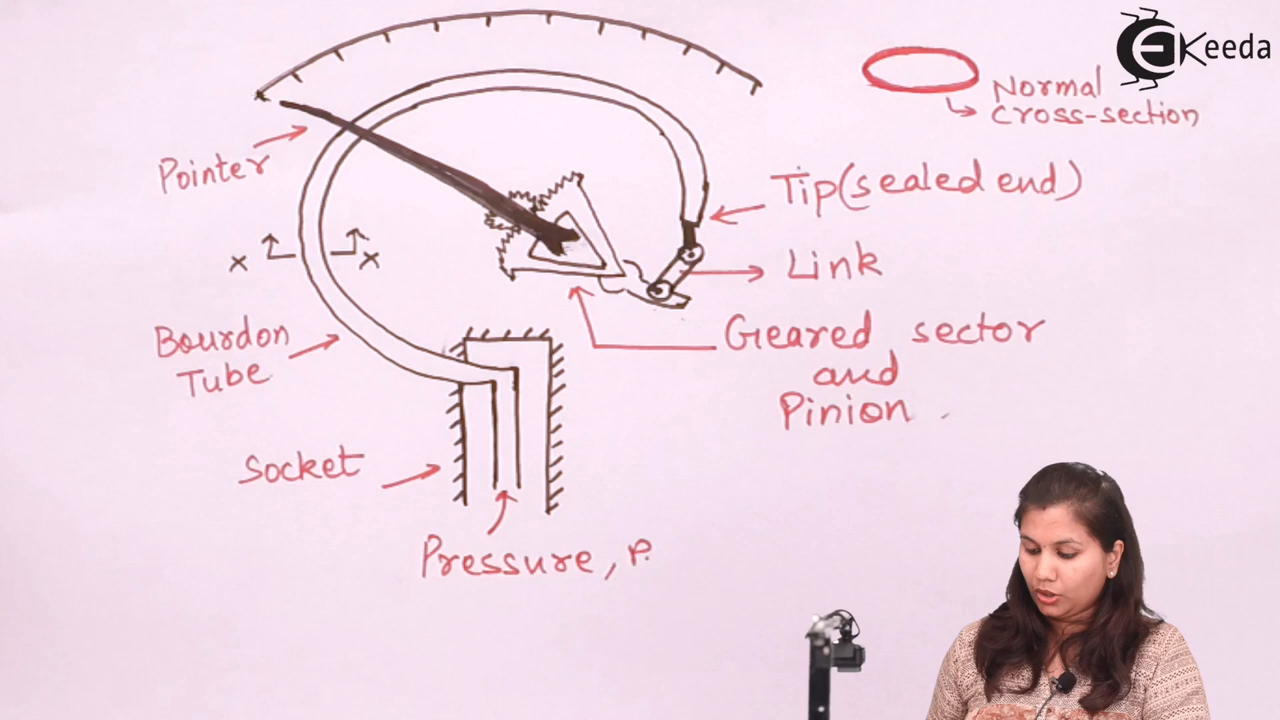 EKeeda
Normal
Cross-section
Pointer
Tip(sealed end)
x
x
Link
Bourdon
Tube
Geared sector
and
Pinion
Socket
Pressure, P.